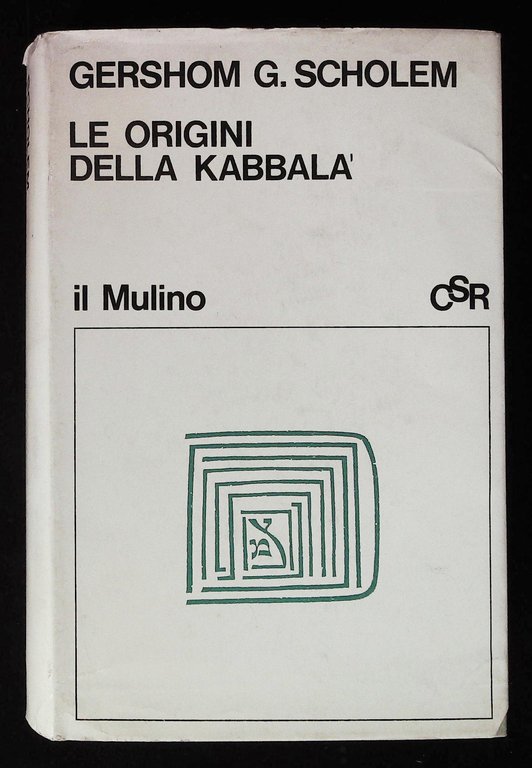 GERSHOM G. SCHOLEM
LE ORIGINI
DELLA KABBALA'
il Mulino
CSR